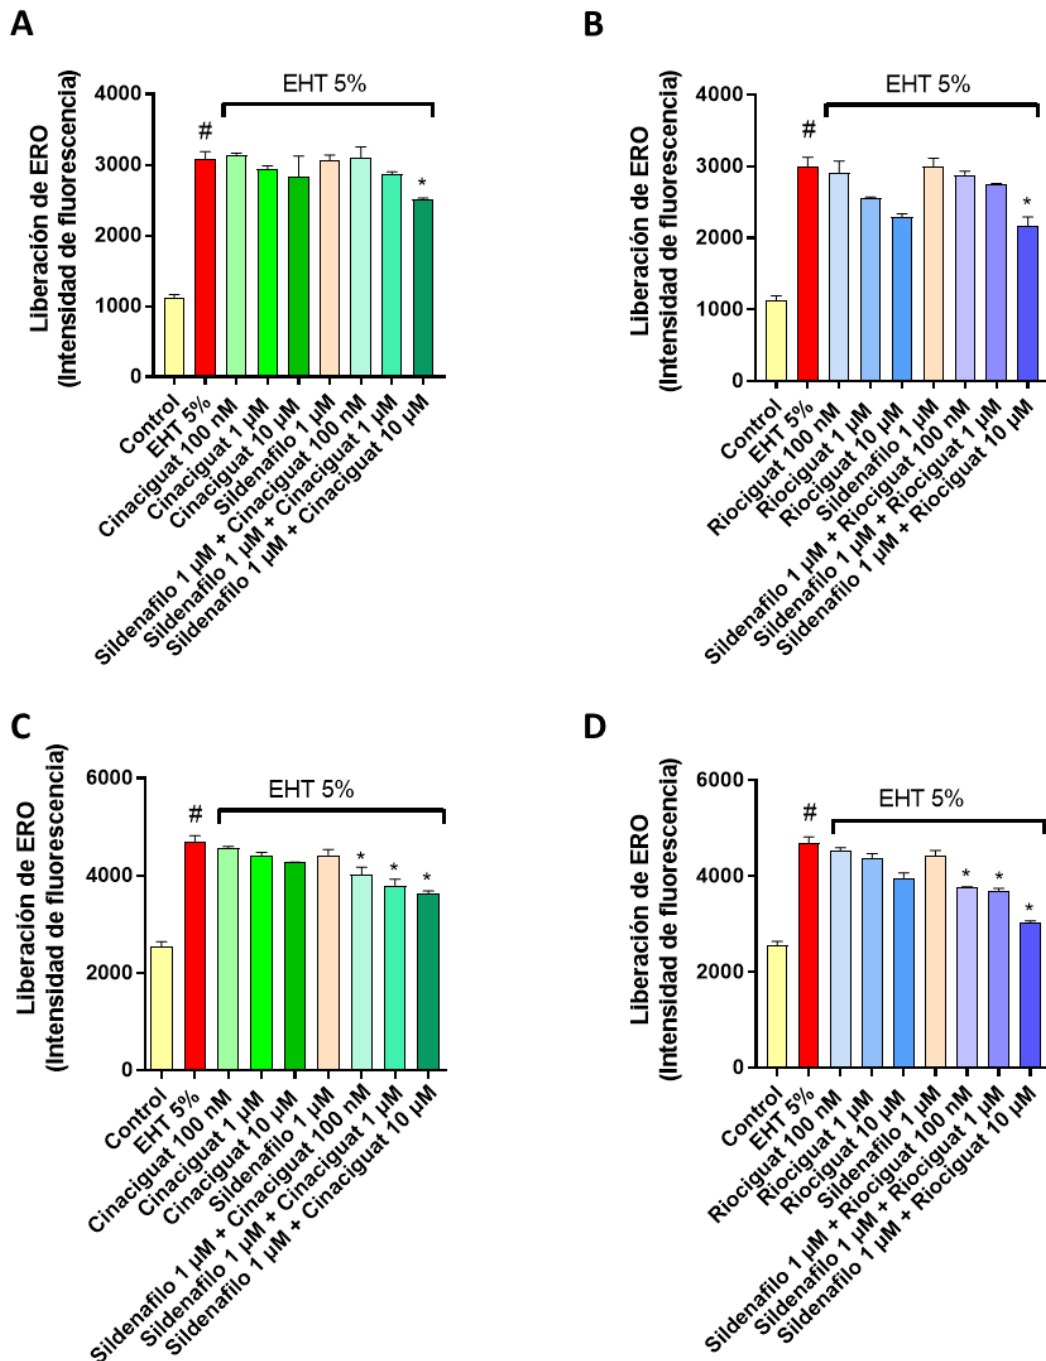 A
Liberación de ERO
(Intensidad de fluorescencia)
EHT 5%
4000
3000
2000
1000
0
#
*
Control
EHT 5%
Cinaciguat 100 nM
Cinaciguat 1 µM
Cinaciguat 10 µM
Sildenafilo 1 µM
Sildenafilo 1 µM + Cinaciguat 100 nM
Sildenafilo 1 µM + Cinaciguat 1 µM
Sildenafilo 1 µM + Cinaciguat 10 µM
B
Liberación de ERO
(Intensidad de fluorescencia)
EHT 5%
4000
3000
2000
1000
0
#
*
Control
EHT 5%
Riociguat 100 nM
Riociguat 1 µM
Riociguat 10 µM
Sildenafilo 1 µM
Sildenafilo 1 µM + Riociguat 100 nM
Sildenafilo 1 µM + Riociguat 1 µM
Sildenafilo 1 µM + Riociguat 10 µM
C
Liberación de ERO
(Intensidad de fluorescencia)
EHT 5%
6000
4000
2000
0
#
*
*
*
Control
EHT 5%
Cinaciguat 100 nM
Cinaciguat 1 µM
Cinaciguat 10 µM
Sildenafilo 1 µM
Sildenafilo 1 µM + Cinaciguat 100 nM
Sildenafilo 1 µM + Cinaciguat 1 µM
Sildenafilo 1 µM + Cinaciguat 10 µM
D
Liberación de ERO
(Intensidad de fluorescencia)
EHT 5%
6000
4000
2000
0
#
*
*
*
Control
EHT 5%
Riociguat 100 nM
Riociguat 1 µM
Riociguat 10 µM
Sildenafilo 1 µM
Sildenafilo 1 µM + Riociguat 100 nM
Sildenafilo 1 µM + Riociguat 1 µM
Sildenafilo 1 µM + Riociguat 10 µM